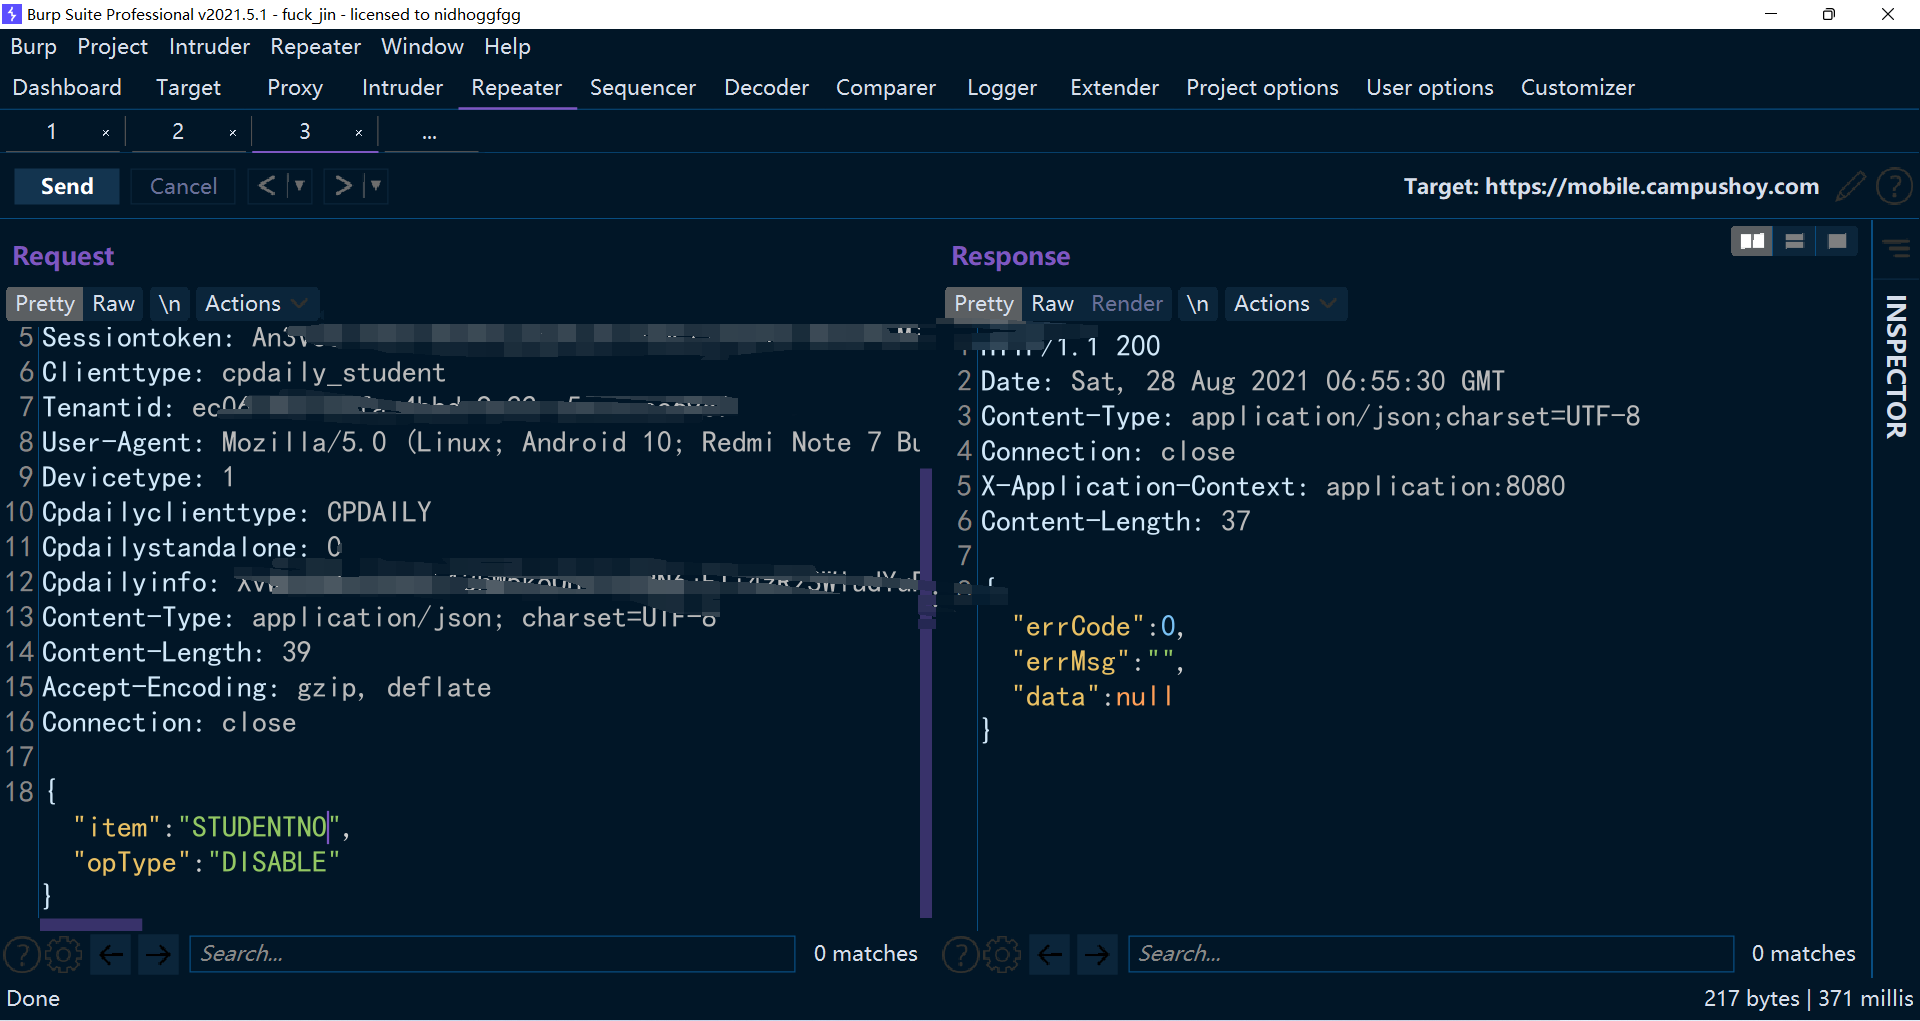 Burp Suite Professional v2021.5.1 - fuck_jin - licensed to nidhoggfgg
Burp Project Intruder Repeater Window Help
Dashboard Target Proxy Intruder Repeater Sequencer Decoder Comparer Logger Extender Project options User options Customizer
1 × 2 × 3 × ...
Send Cancel < ▼ > ▼ Target: https://mobile.campushoy.com
Request
Pretty Raw \n Actions
5 Sessiontoken:
6 Clienttype: cpdaily_student
7 Tenantid:
8 User-Agent: Mozilla/5.0 (Linux; Android 10; Redmi Note 7 Bu
9 Devicetype: 1
10 Cpdailyclienttype: CPDAILY
11 Cpdailystandalone: 0
12 Cpdailyinfo:
13 Content-Type: application/json; charset=UTF-8
14 Content-Length: 39
15 Accept-Encoding: gzip, deflate
16 Connection: close
17
18 {
"item":"STUDENTNO",
"opType":"DISABLE"
}
Search... 0 matches
Response
Pretty Raw Render \n Actions
/1.1 200
2 Date: Sat, 28 Aug 2021 06:55:30 GMT
3 Content-Type: application/json;charset=UTF-8
4 Connection: close
5 X-Application-Context: application:8080
6 Content-Length: 37
7
{
"errCode":0,
"errMsg":"",
"data":null
}
Search... 0 matches
INSPECTOR
Done
217 bytes | 371 millis